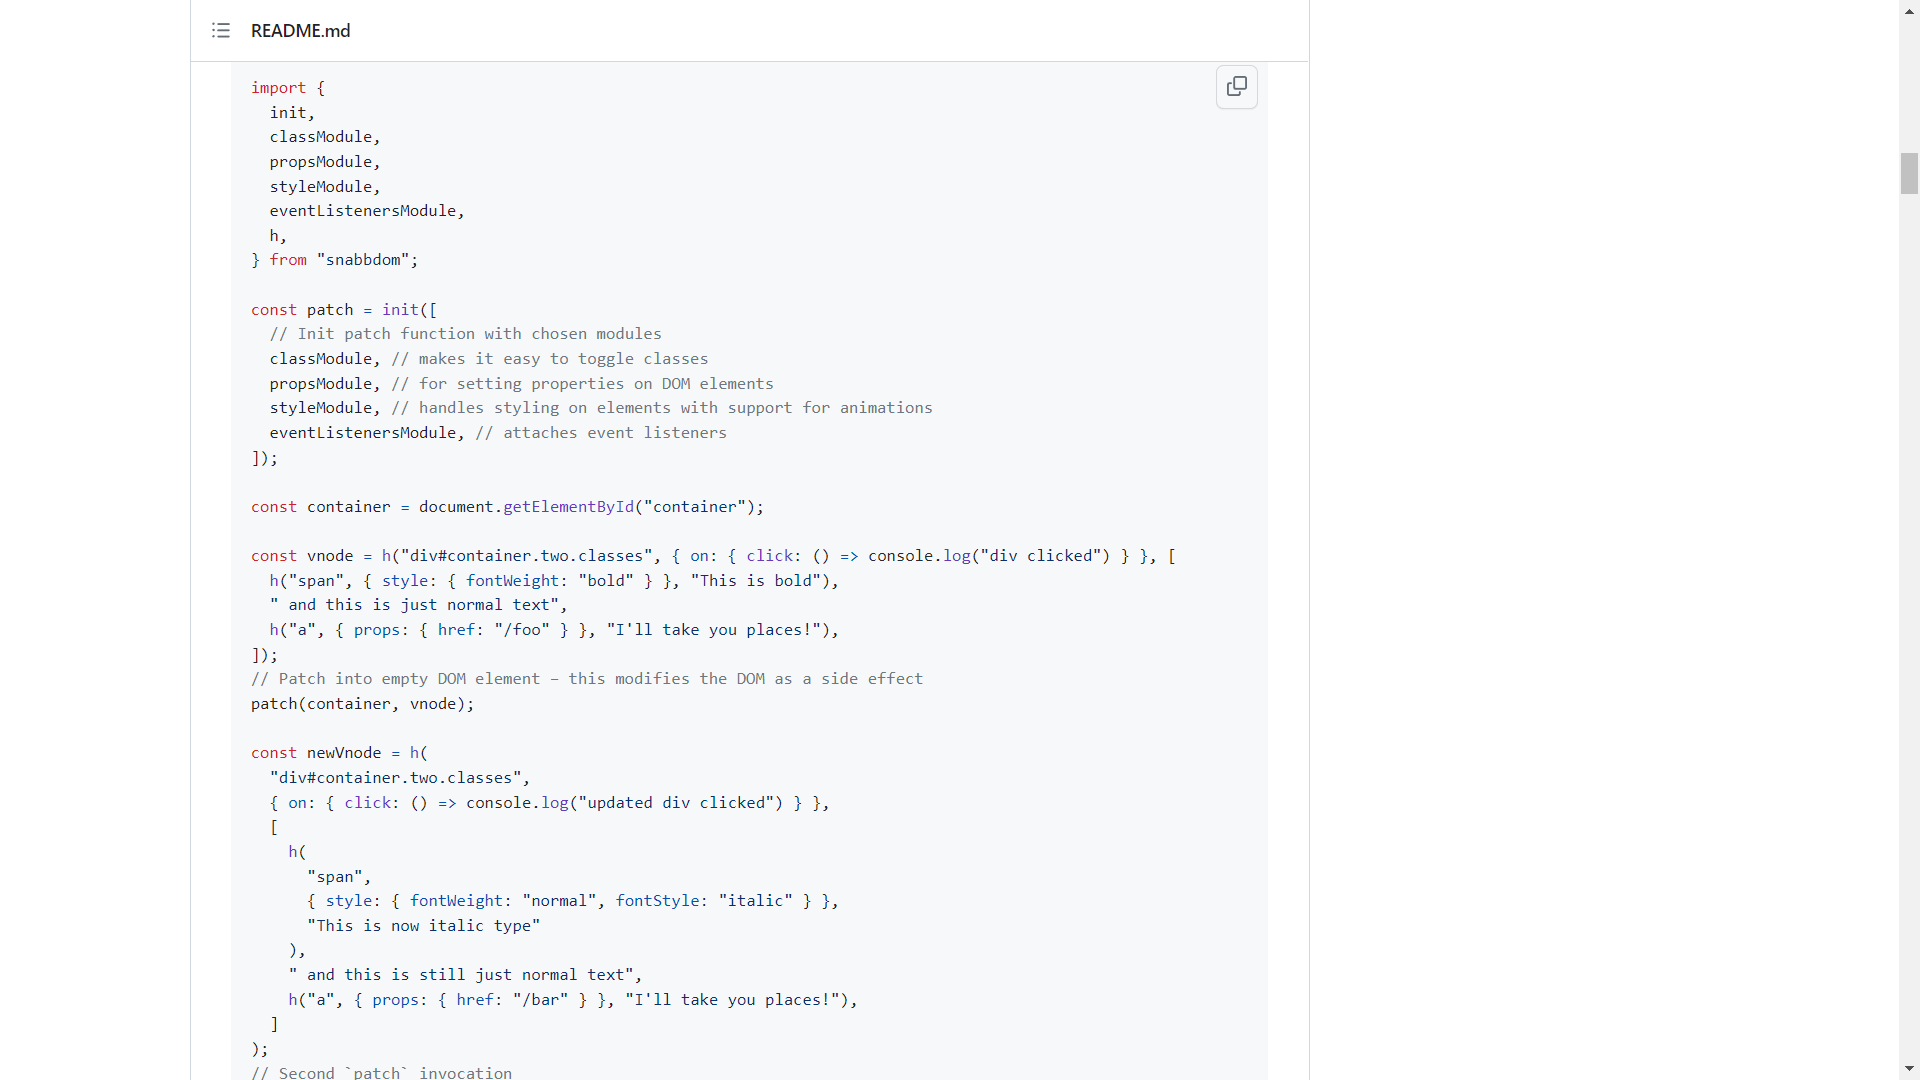 README.md
import {
  init,
  classModule,
  propsModule,
  styleModule,
  eventListenersModule,
  h,
} from "snabbdom";

const patch = init([
  // Init patch function with chosen modules
  classModule, // makes it easy to toggle classes
  propsModule, // for setting properties on DOM elements
  styleModule, // handles styling on elements with support for animations
  eventListenersModule, // attaches event listeners
]);

const container = document.getElementById("container");

const vnode = h("div#container.two.classes", { on: { click: () => console.log("div clicked") } }, [
  h("span", { style: { fontWeight: "bold" } }, "This is bold"),
  " and this is just normal text",
  h("a", { props: { href: "/foo" } }, "I'll take you places!"),
]);
// Patch into empty DOM element – this modifies the DOM as a side effect
patch(container, vnode);

const newVnode = h(
  "div#container.two.classes",
  { on: { click: () => console.log("updated div clicked") } },
  [
    h(
      "span",
      { style: { fontWeight: "normal", fontStyle: "italic" } },
      "This is now italic type"
    ),
    " and this is still just normal text",
    h("a", { props: { href: "/bar" } }, "I'll take you places!"),
  ]
);
// Second `patch` invocation